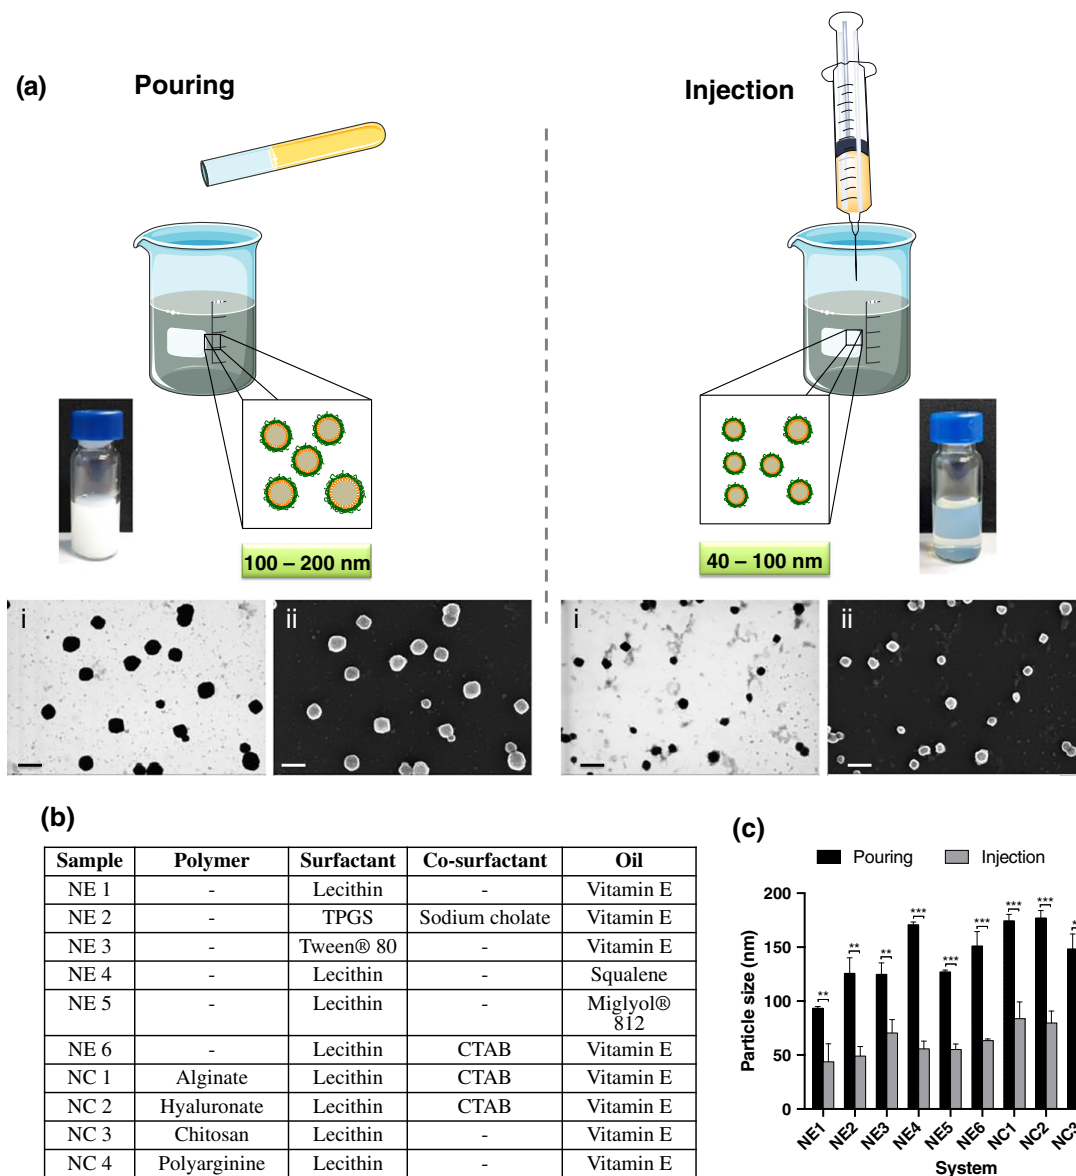 (a)
Pouring
Injection
100 – 200 nm
40 – 100 nm
i
ii
i
ii
(b)
Sample Polymer Surfactant Co-surfactant Oil
NE 1 - Lecithin - Vitamin E
NE 2 - TPGS Sodium cholate Vitamin E
NE 3 - Tween® 80 - Vitamin E
NE 4 - Lecithin - Squalene
NE 5 - Lecithin - Miglyol®
812
NE 6 - Lecithin CTAB Vitamin E
NC 1 Alginate Lecithin CTAB Vitamin E
NC 2 Hyaluronate Lecithin CTAB Vitamin E
NC 3 Chitosan Lecithin - Vitamin E
NC 4 Polyarginine Lecithin - Vitamin E
(c)
Pouring Injection
Particle size (nm)
200
150
100
50
0
** ** ** *** *** *** *** ***
NE1 NE2 NE3 NE4 NE5 NE6 NC1 NC2 NC3
System